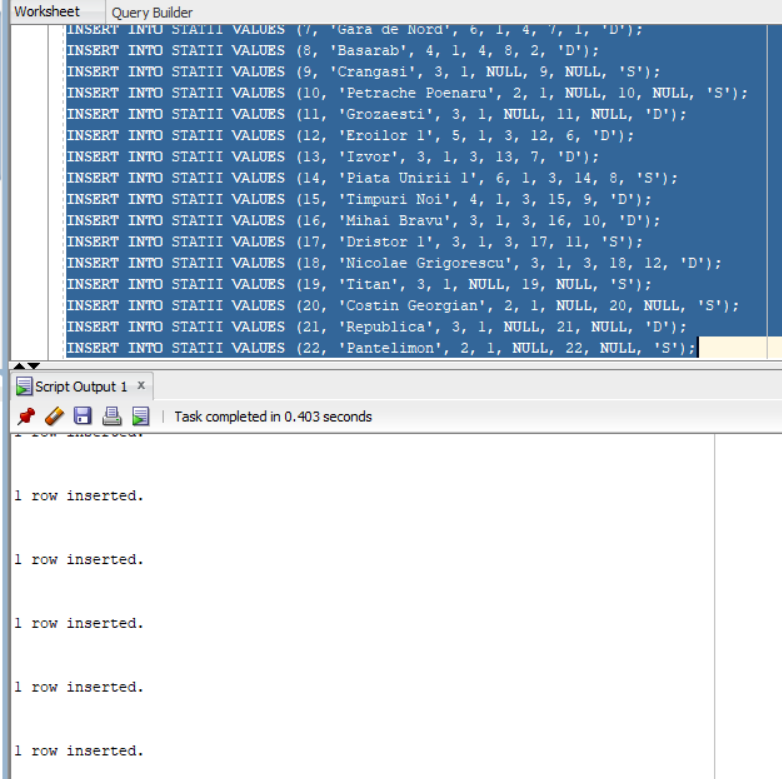 Worksheet Query Builder
INSERT INTO STATII VALUES (7, 'Gara de Nord', 6, 1, 4, 7, 1, 'D');
INSERT INTO STATII VALUES (8, 'Basarab', 4, 1, 4, 8, 2, 'D');
INSERT INTO STATII VALUES (9, 'Crangasi', 3, 1, NULL, 9, NULL, 'S');
INSERT INTO STATII VALUES (10, 'Petrache Poenaru', 2, 1, NULL, 10, NULL, 'S');
INSERT INTO STATII VALUES (11, 'Grozaesti', 3, 1, NULL, 11, NULL, 'D');
INSERT INTO STATII VALUES (12, 'Eroilor 1', 5, 1, 3, 12, 6, 'D');
INSERT INTO STATII VALUES (13, 'Izvor', 3, 1, 3, 13, 7, 'D');
INSERT INTO STATII VALUES (14, 'Piata Unirii 1', 6, 1, 3, 14, 8, 'S');
INSERT INTO STATII VALUES (15, 'Timpuri Noi', 4, 1, 3, 15, 9, 'D');
INSERT INTO STATII VALUES (16, 'Mihai Bravu', 3, 1, 3, 16, 10, 'D');
INSERT INTO STATII VALUES (17, 'Dristor 1', 3, 1, 3, 17, 11, 'S');
INSERT INTO STATII VALUES (18, 'Nicolae Grigorescu', 3, 1, 3, 18, 12, 'D');
INSERT INTO STATII VALUES (19, 'Titan', 3, 1, NULL, 19, NULL, 'S');
INSERT INTO STATII VALUES (20, 'Costin Georgian', 2, 1, NULL, 20, NULL, 'S');
INSERT INTO STATII VALUES (21, 'Republica', 3, 1, NULL, 21, NULL, 'D');
INSERT INTO STATII VALUES (22, 'Pantelimon', 2, 1, NULL, 22, NULL, 'S');
Script Output 1 x
Task completed in 0.403 seconds
1 row inserted.
1 row inserted.
1 row inserted.
1 row inserted.
1 row inserted.
1 row inserted.